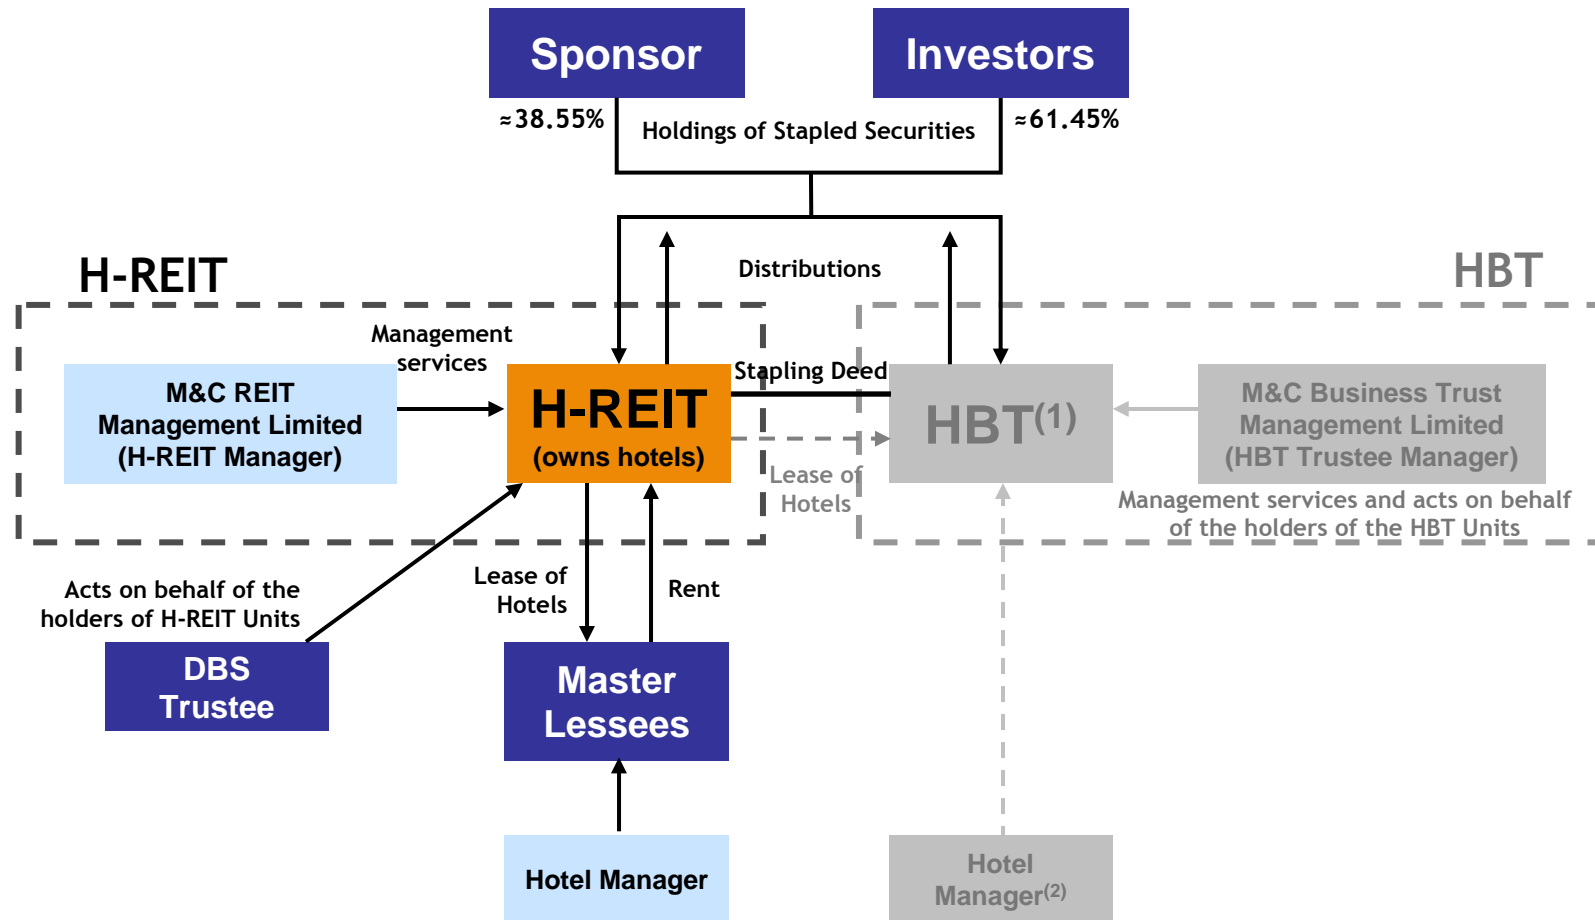 Sponsor
Investors
≈38.55%
Holdings of Stapled Securities
≈61.45%
H-REIT
Distributions
HBT
Management
services
M&C REIT
Management Limited
(H-REIT Manager)
H-REIT
(owns hotels)
Stapling Deed
HBT(1)
M&C Business Trust
Management Limited
(HBT Trustee Manager)
Lease of
Hotels
Management services and acts on behalf
of the holders of the HBT Units
Acts on behalf of the
holders of H-REIT Units
Lease of
Hotels
Rent
DBS
Trustee
Master
Lessees
Hotel Manager
Hotel
Manager(2)